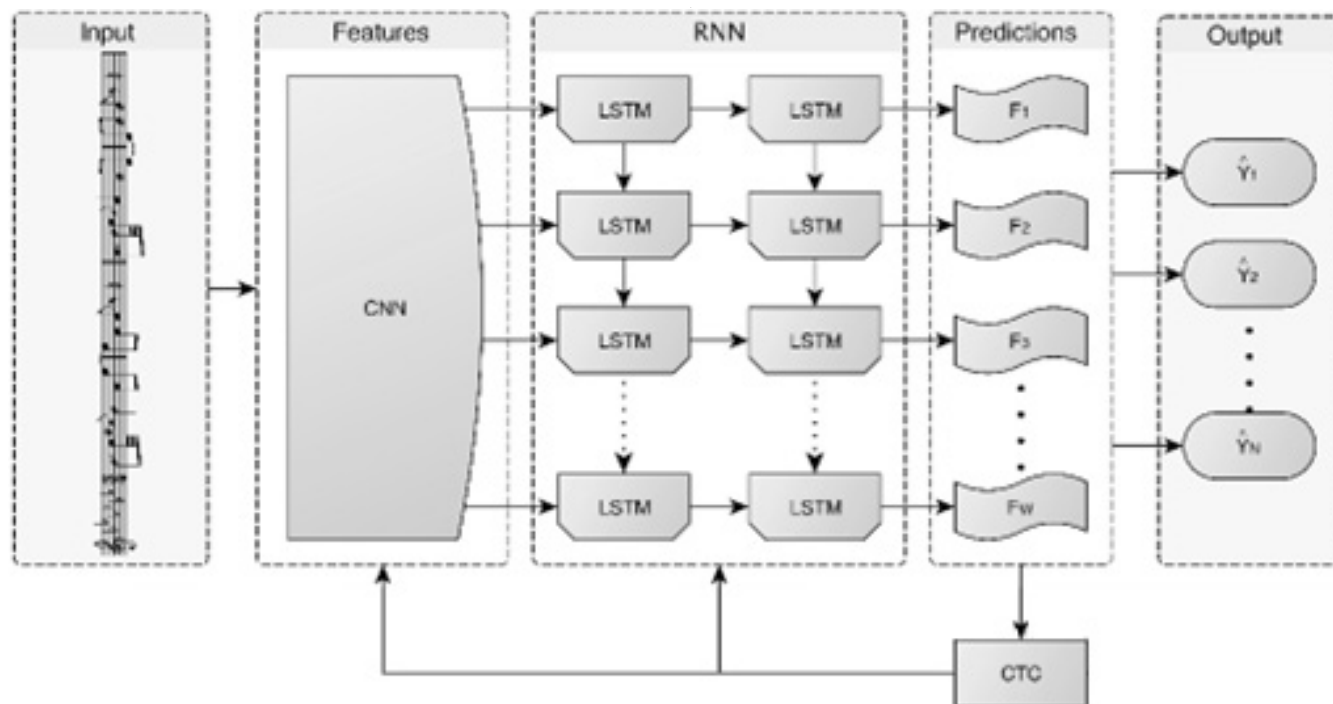 Input
Features
RNN
Predictions
Output
CNN
LSTM
LSTM
F1
LSTM
LSTM
F2
LSTM
LSTM
F3
LSTM
LSTM
FW
Ŷ1
Ŷ2
ŶN
CTC